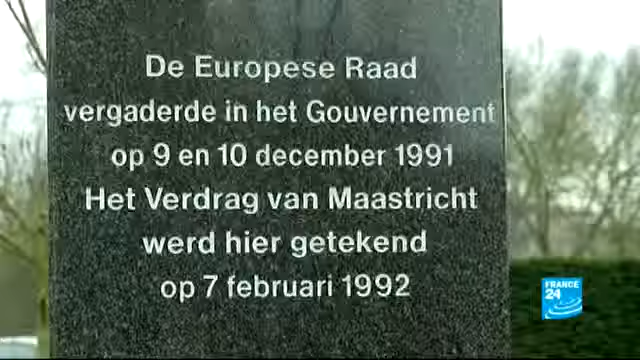 De Europese Raad
vergaderde in het Gouvernement
op 9 en 10 december 1991
Het Verdrag van Maastricht
werd hier getekend
op 7 februari 1992
FRANCE
24